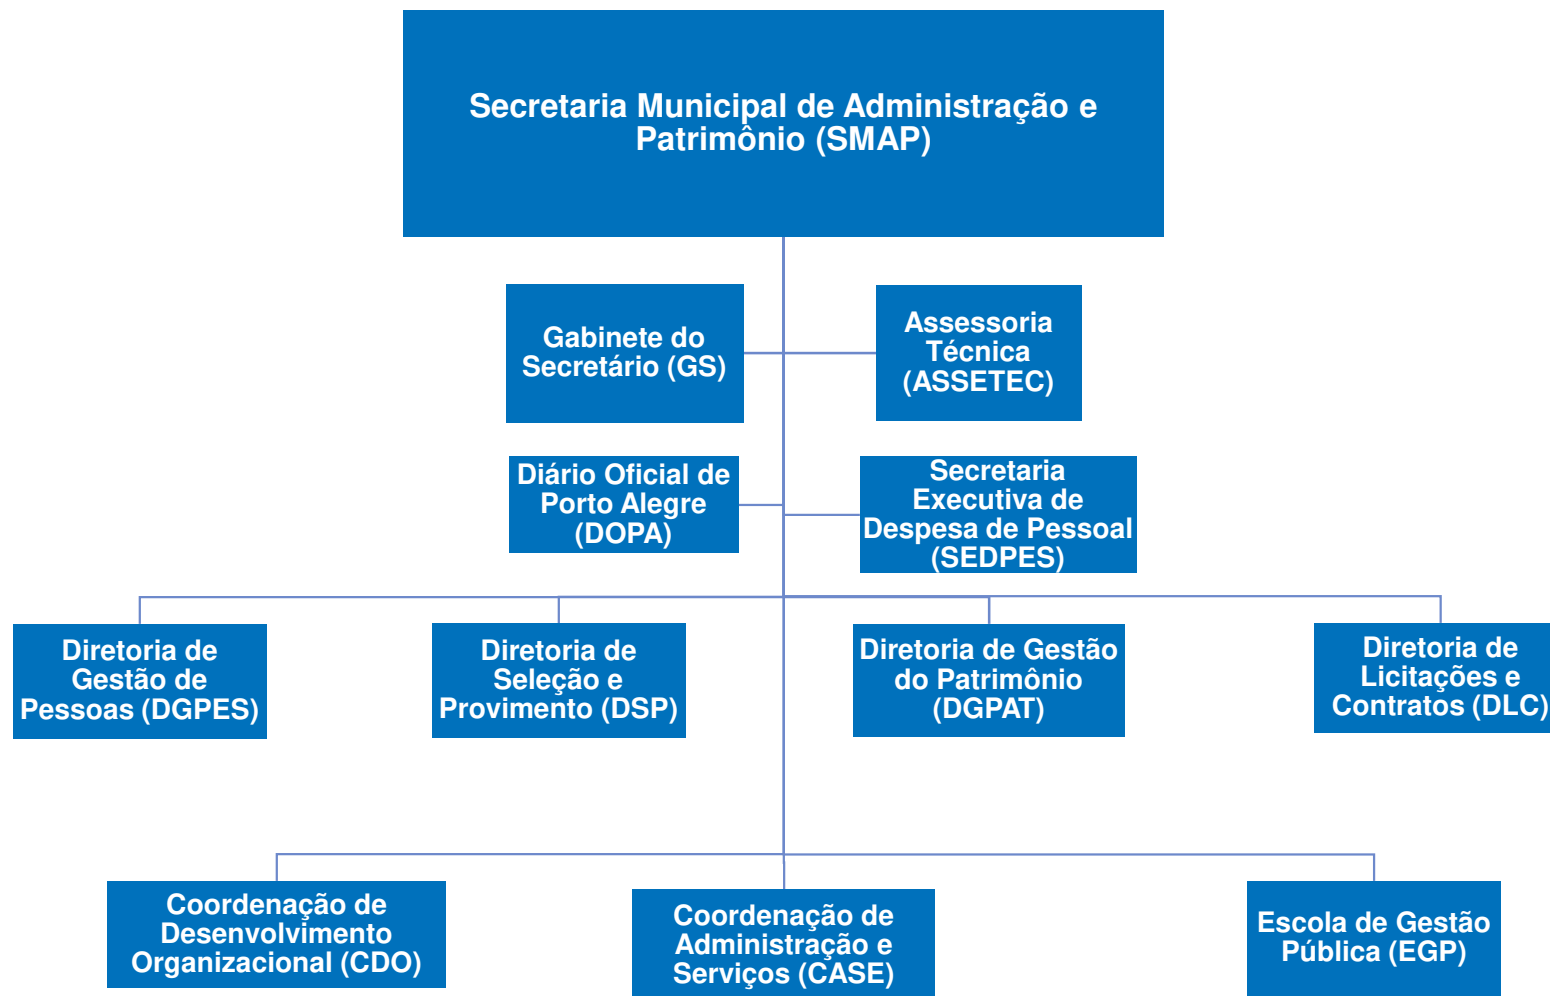 Secretaria Municipal de Administração e
Patrimônio (SMAP)
Gabinete do
Secretário (GS)
Assessoria
Técnica
(ASSETEC)
Diário Oficial de
Porto Alegre
(DOPA)
Secretaria
Executiva de
Despesa de Pessoal
(SEDPES)
Diretoria de
Gestão de
Pessoas (DGPES)
Diretoria de
Seleção e
Provimento (DSP)
Diretoria de Gestão
do Patrimônio
(DGPAT)
Diretoria de
Licitações e
Contratos (DLC)
Coordenação de
Desenvolvimento
Organizacional (CDO)
Coordenação de
Administração e
Serviços (CASE)
Escola de Gestão
Pública (EGP)